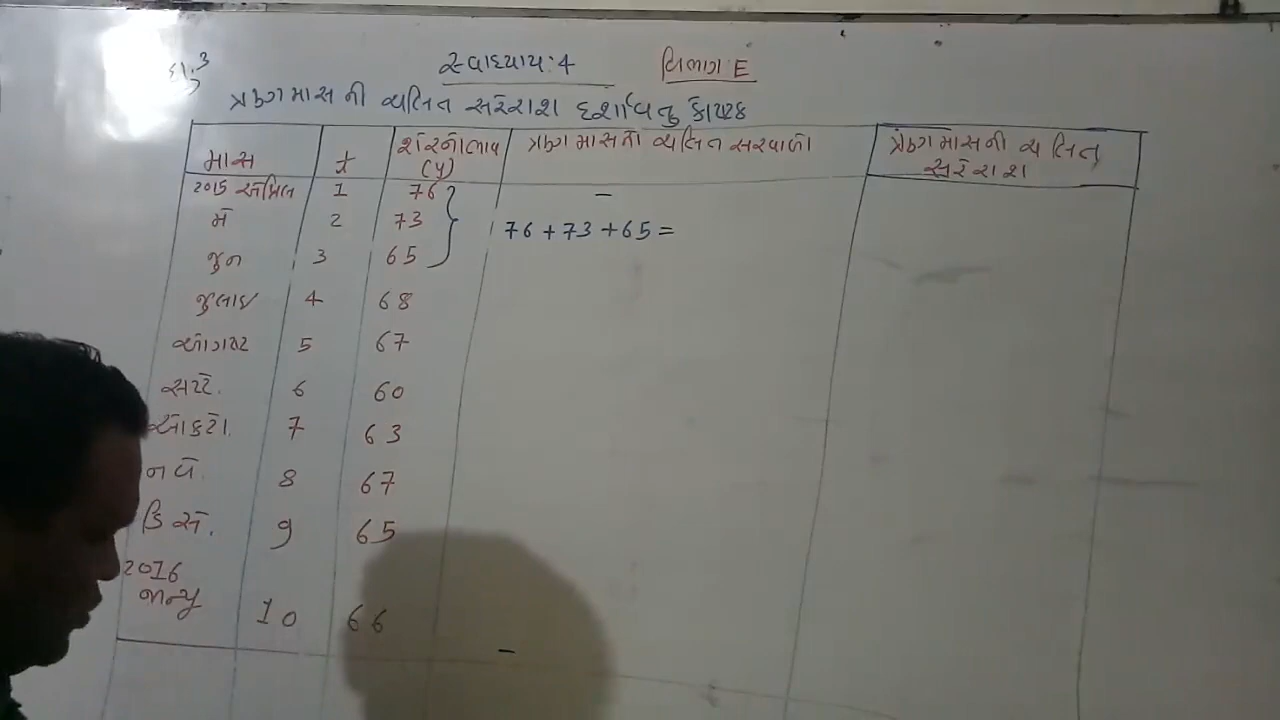 દા.3
સ્વાધ્યાય:4 વિભાગ E
ત્રણ માસ ની ચલિત સરેરાશ દર્શાવતુ કોષ્ટક
માસ t શેરનો ભાવ (y) ત્રણ માસનો ચલિત સરવાળો ત્રણ માસની ચલિત સરેરાશ
2015 એપ્રિલ 1 76 –
મે 2 73 76+73+65=
જુન 3 65
જુલાઇ 4 68
ઓગષ્ટ 5 67
સપ્ટે. 6 60
ઓક્ટો. 7 63
નવે. 8 67
ડિસે. 9 65
2016
જાન્યુ 10 66 –